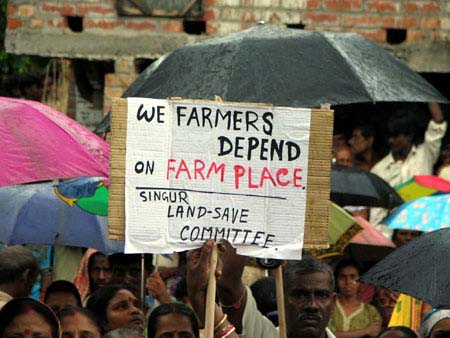 WE FARMERS
DEPEND
ON FARM PLACE.
SINGUR
LAND-SAVE
COMMITTEE.